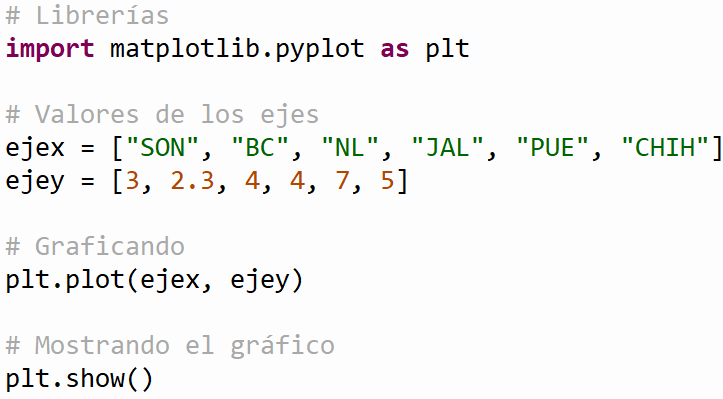 # Librerías
import matplotlib.pyplot as plt
# Valores de los ejes
ejex = ["SON", "BC", "NL", "JAL", "PUE", "CHIH"]
ejey = [3, 2.3, 4, 4, 7, 5]
# Graficando
plt.plot(ejex, ejey)
# Mostrando el gráfico
plt.show()